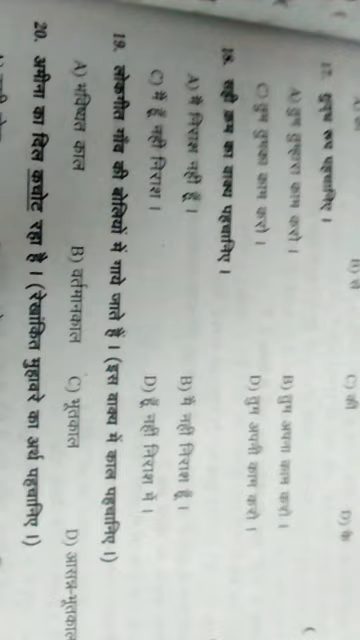 B) से C) की D) के
17. शुद्ध रूप पहचानिए ।
A) तुम तुम्हारा काम करो । B) तुम अपना काम करो ।
C) तुम तुमका काम करो । D) तुम अपनी काम करो ।
18. सही क्रम का वाक्य पहचानिए ।
A) मैं निराश नहीं हूँ । B) मैं नहीं निराश हूँ ।
C) मैं हूँ नहीं निराश । D) हूँ नहीं निराश मैं ।
19. लोकगीत गाँव की बोलियों में गाये जाते हैं । (इस वाक्य में काल पहचानिए ।)
A) भविष्यत काल B) वर्तमानकाल C) भूतकाल D) आसन्न-भूतकाल
20. अमीना का दिल कचोट रहा है । (रेखांकित मुहावरे का अर्थ पहचानिए ।)